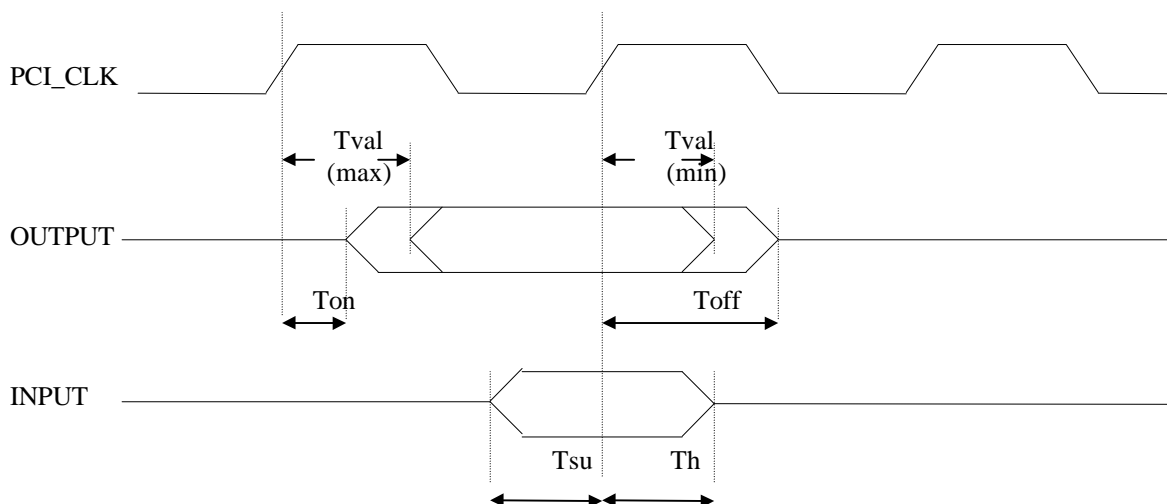 PCI_CLK
Tval Tval
(max) (min)
OUTPUT
Ton Toff
INPUT
Tsu Th